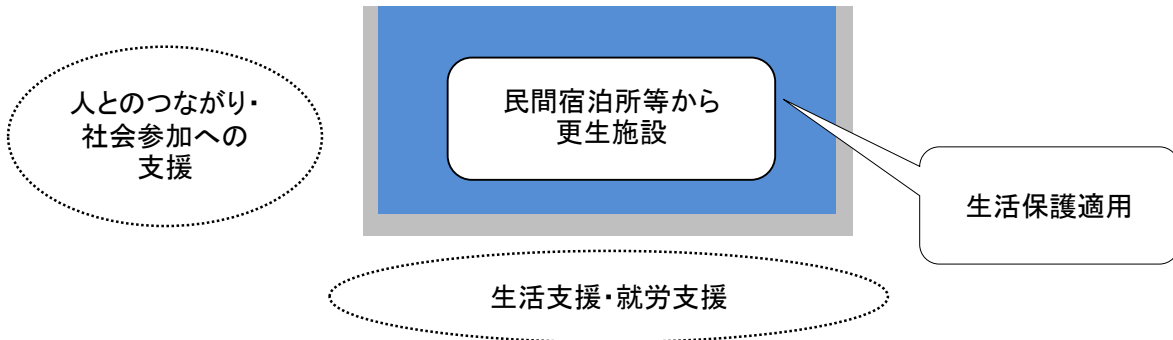 人とのつながり・
社会参加への
支援
民間宿泊所等から
更生施設
生活保護適用
生活支援・就労支援